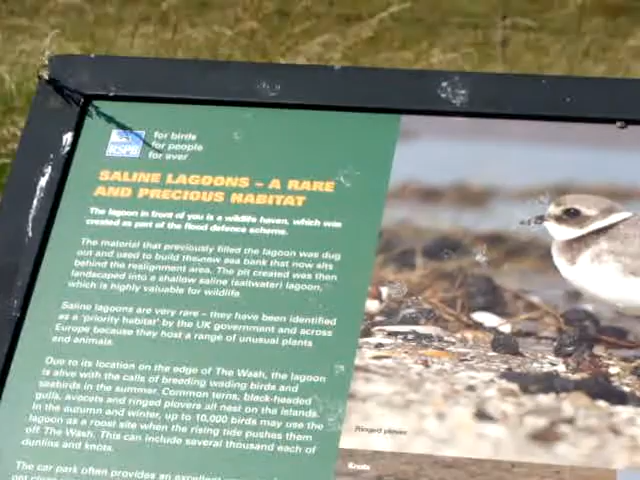 RSPB
for birds
for people
for ever
SALINE LAGOONS – A RARE
AND PRECIOUS HABITAT
The lagoon in front of you is a wildlife haven, which was
created as part of the flood defence scheme.
The material that previously filled the lagoon was dug
out and used to build the new sea bank that now sits
behind the realignment area. The pit created was then
landscaped into a shallow saline (saltwater) lagoon,
which is highly valuable for wildlife.
Saline lagoons are very rare – they have been identified
as a 'priority habitat' by the UK government and across
Europe because they host a range of unusual plants
and animals.
Due to its location on the edge of The Wash, the lagoon
is alive with the calls of breeding wading birds and
seabirds in the summer. Common terns, black-headed
gulls, avocets and ringed plovers all nest on the islands.
In the autumn and winter, up to 10,000 birds may use the
lagoon as a roost site when the rising tide pushes them
off The Wash. This can include several thousand each of
dunlins and knots.
The car park often provides an excellent
Ringed plover
Knots